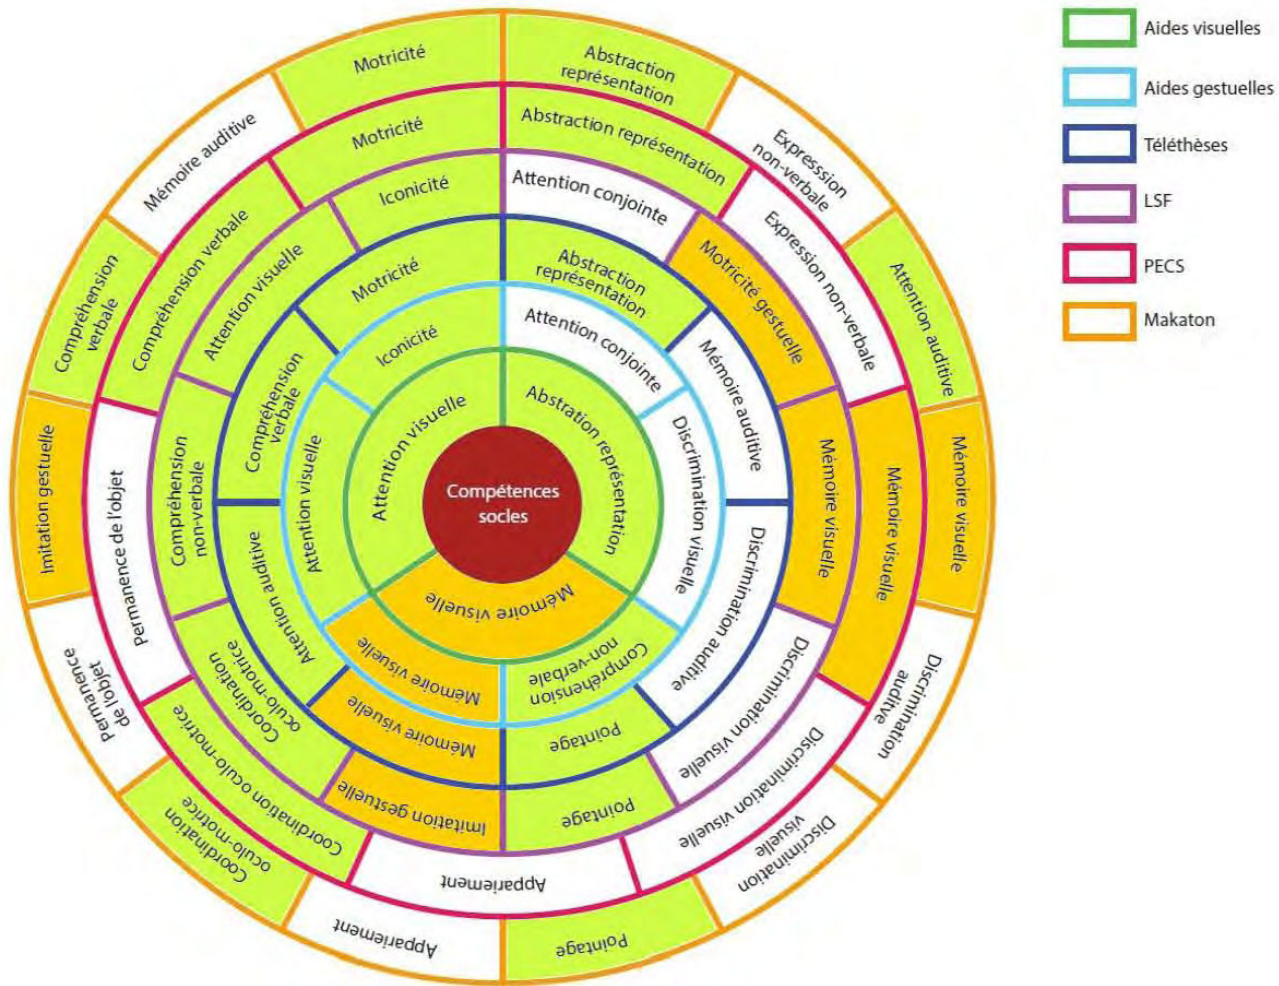 Compétences
socles
Attention visuelle
Abstration représentation
Mémoire visuelle
Iconicité
Attention conjointe
Discrimination visuelle
Compréhension
non-verbale
Mémoire visuelle
Attention visuelle
Motricité
Abstraction
représentation
Mémoire auditive
Discrimination auditive
Pointage
Mémoire visuelle
Attention auditive
Compréhension
verbale
Iconicité
Attention conjointe
Motricité gestuelle
Mémoire visuelle
Discrimination visuelle
Pointage
Imitation gestuelle
Coordination
oculo-motrice
Compréhension
non-verbale
Attention visuelle
Motricité
Abstraction représentation
Expression non-verbale
Mémoire visuelle
Discrimination visuelle
Appariement
Coordination oculo-motrice
Permanance de l'objet
Compréhension verbale
Motricité
Abstraction
représentation
Expresssion
non-verbale
Attention auditive
Mémoire visuelle
Discrimination
auditve
Discrimination
visuelle
Pointage
Appariement
Coordination
oculo-motrice
Permanence
de l'objet
Imitation gestuelle
Compréhension
verbale
Mémoire auditive
Aides visuelles
Aides gestuelles
Téléthèses
LSF
PECS
Makaton